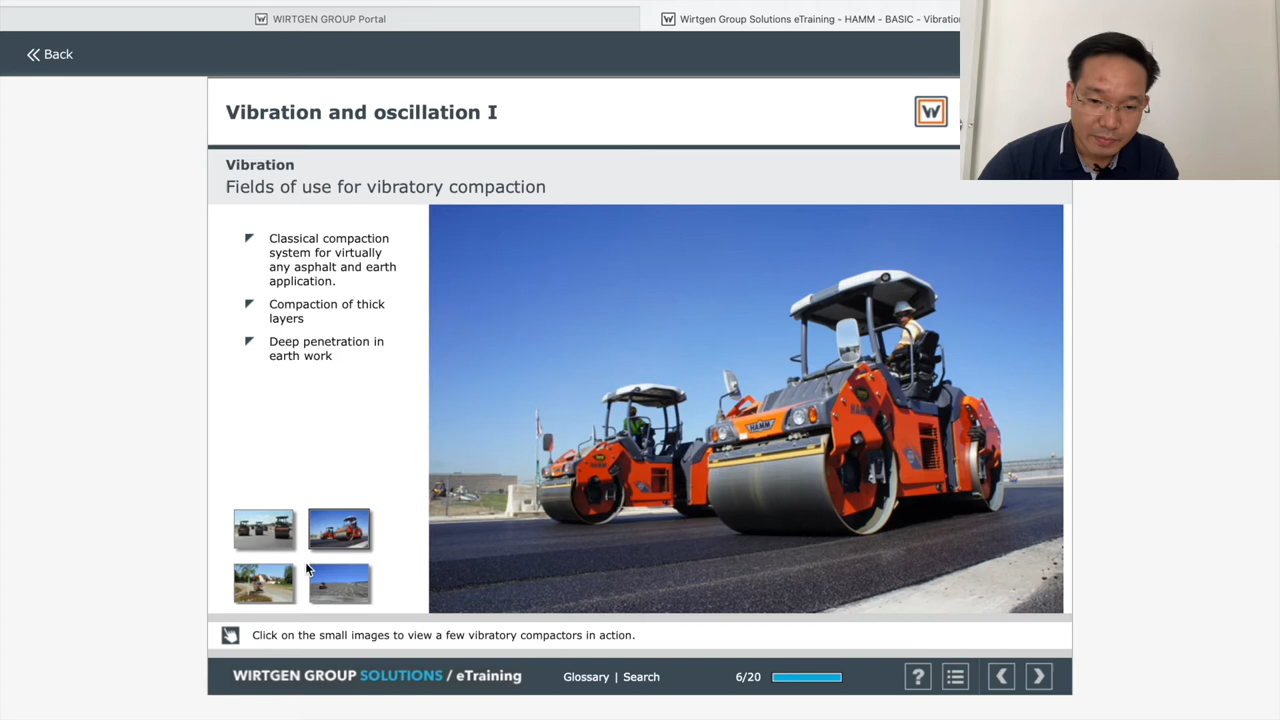 WIRTGEN GROUP Portal
Wirtgen Group Solutions eTraining - HAMM - BASIC - Vibratio
Back
Vibration and oscillation I
W
Vibration
Fields of use for vibratory compaction
Classical compaction
system for virtually
any asphalt and earth
application.
Compaction of thick
layers
Deep penetration in
earth work
HAMM
HAMM
Click on the small images to view a few vibratory compactors in action.
WIRTGEN GROUP SOLUTIONS / eTraining
Glossary | Search
6/20
?